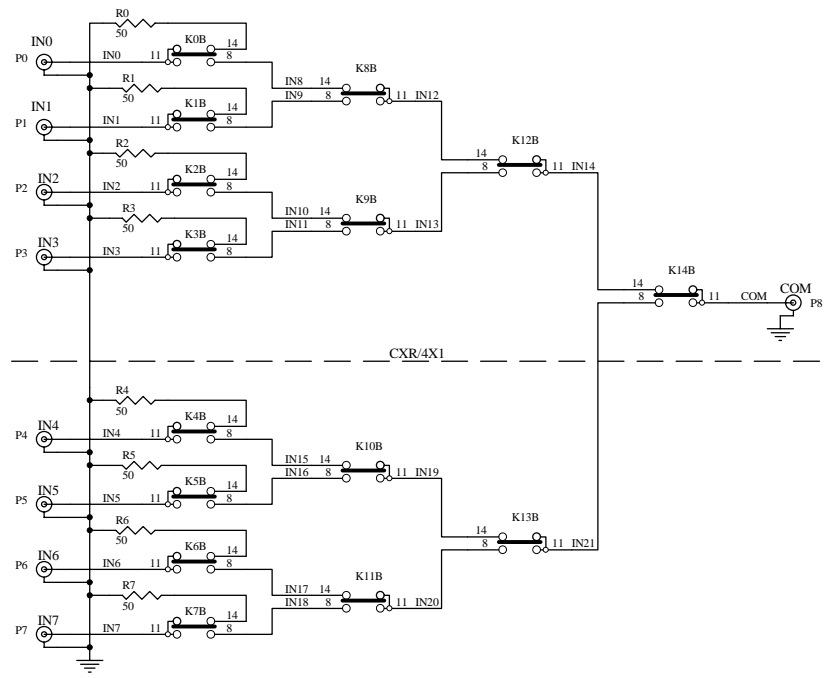 R0
IN0 50 K0B 14
P0 IN0 11 8 K8B
R1 IN8 14
IN1 50 K1B 14 IN9 8 11 IN12
P1 IN1 11 8
R2 K12B
IN2 50 K2B 14 14
P2 IN2 11 8 K9B 8 11 IN14
R3 IN10 14
IN3 50 K3B 14 IN11 8 11 IN13
P3 IN3 11 8
K14B
14 COM
8 11 COM P8
CXR/4X1
R4
IN4 50 K4B 14
P4 IN4 11 8 K10B
R5 IN15 14
IN5 50 K5B 14 IN16 8 11 IN19
P5 IN5 11 8
R6 K13B
IN6 50 K6B 14 14
P6 IN6 11 8 K11B 8 11 IN21
R7 IN17 14
IN7 50 K7B 14 IN18 8 11 IN20
P7 IN7 11 8